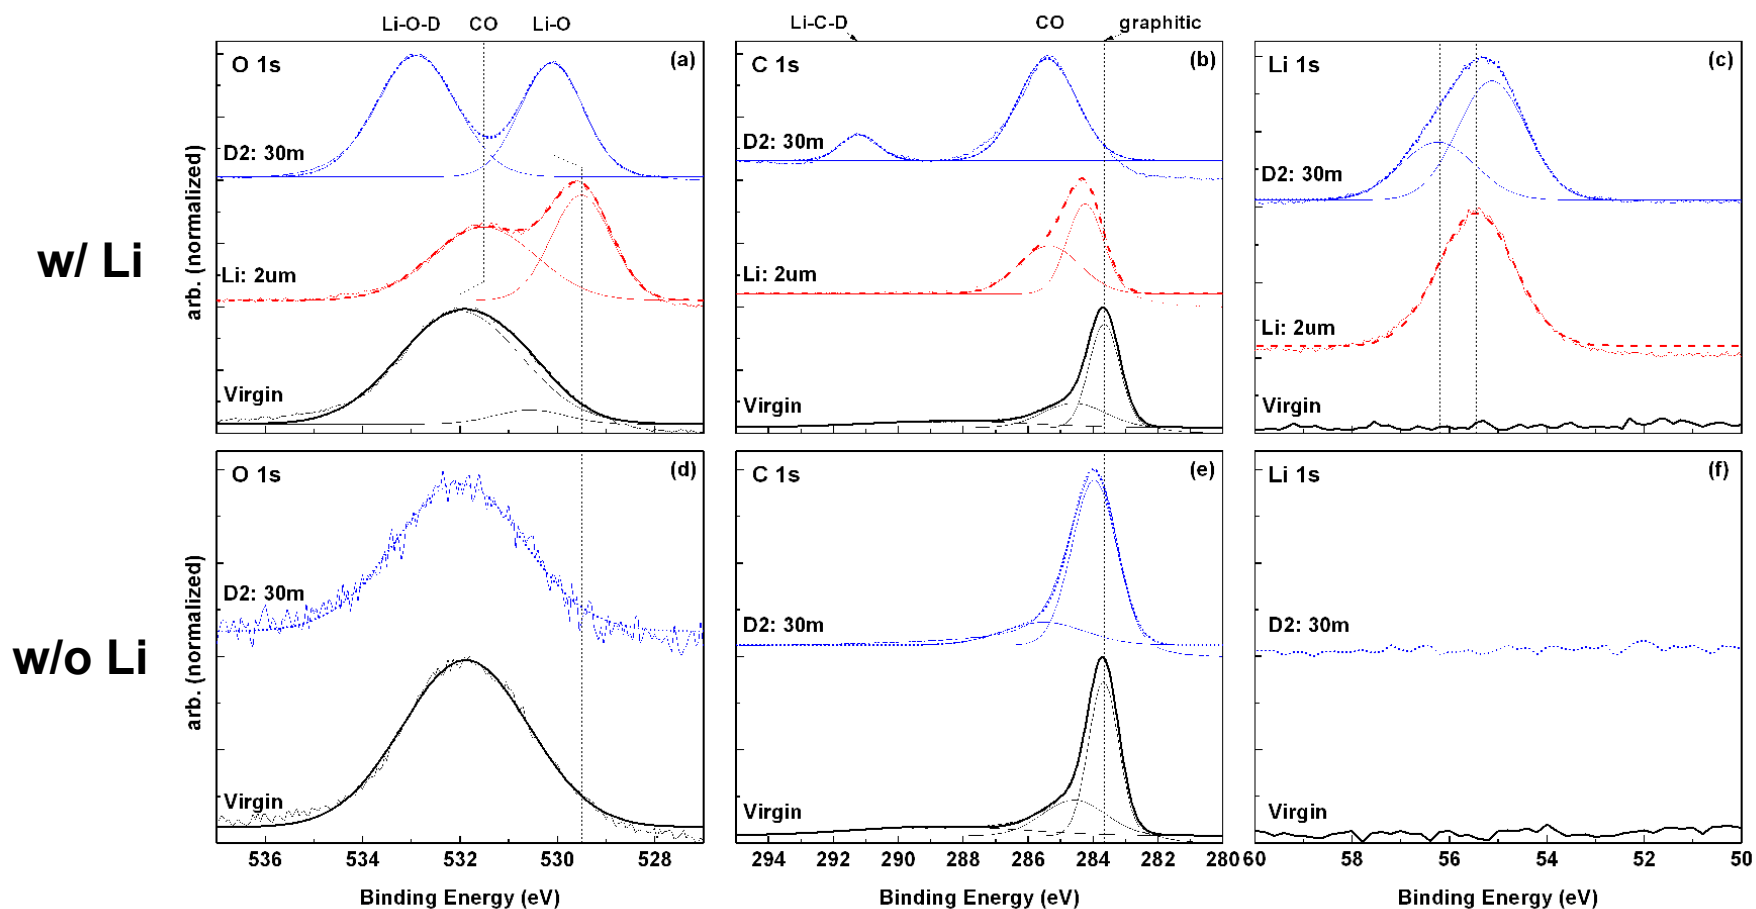 Li-O-D CO Li-O
Li-C-D CO graphitic
O 1s (a)
C 1s (b)
Li 1s (c)
D2: 30m
D2: 30m
D2: 30m
w/ Li
arb. (normalized)
Li: 2um
Li: 2um
Li: 2um
Virgin
Virgin
Virgin
O 1s (d)
C 1s (e)
Li 1s (f)
D2: 30m
D2: 30m
D2: 30m
w/o Li
arb. (normalized)
Virgin
Virgin
Virgin
536 534 532 530 528
294 292 290 288 286 284 282 280
60 58 56 54 52 50
Binding Energy (eV)
Binding Energy (eV)
Binding Energy (eV)